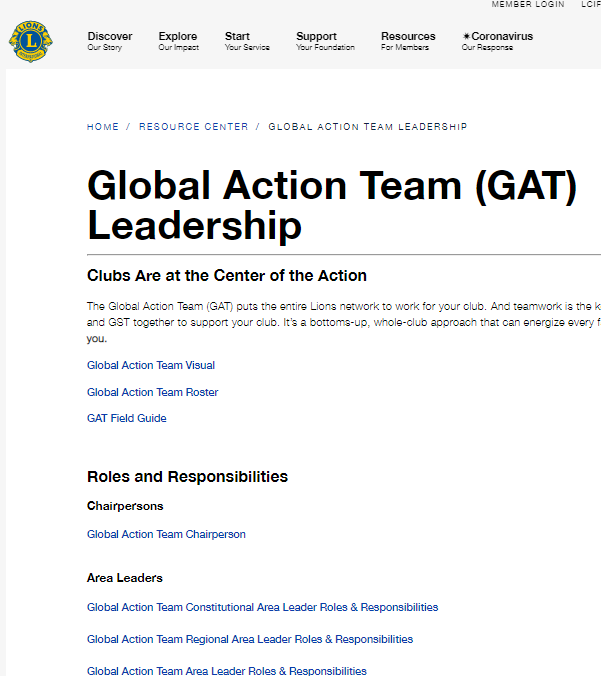 MEMBER LOGIN LCIF
LIONS
L
INTERNATIONAL
Discover Explore Start Support Resources ✷Coronavirus
Our Story Our Impact Your Service Your Foundation For Members Our Response
HOME / RESOURCE CENTER / GLOBAL ACTION TEAM LEADERSHIP
Global Action Team (GAT)
Leadership
Clubs Are at the Center of the Action
The Global Action Team (GAT) puts the entire Lions network to work for your club. And teamwork is the
and GST together to support your club. It's a bottoms-up, whole-club approach that can energize every
you.
Global Action Team Visual
Global Action Team Roster
GAT Field Guide
Roles and Responsibilities
Chairpersons
Global Action Team Chairperson
Area Leaders
Global Action Team Constitutional Area Leader Roles & Responsibilities
Global Action Team Regional Area Leader Roles & Responsibilities
Global Action Team Area Leader Roles & Responsibilities